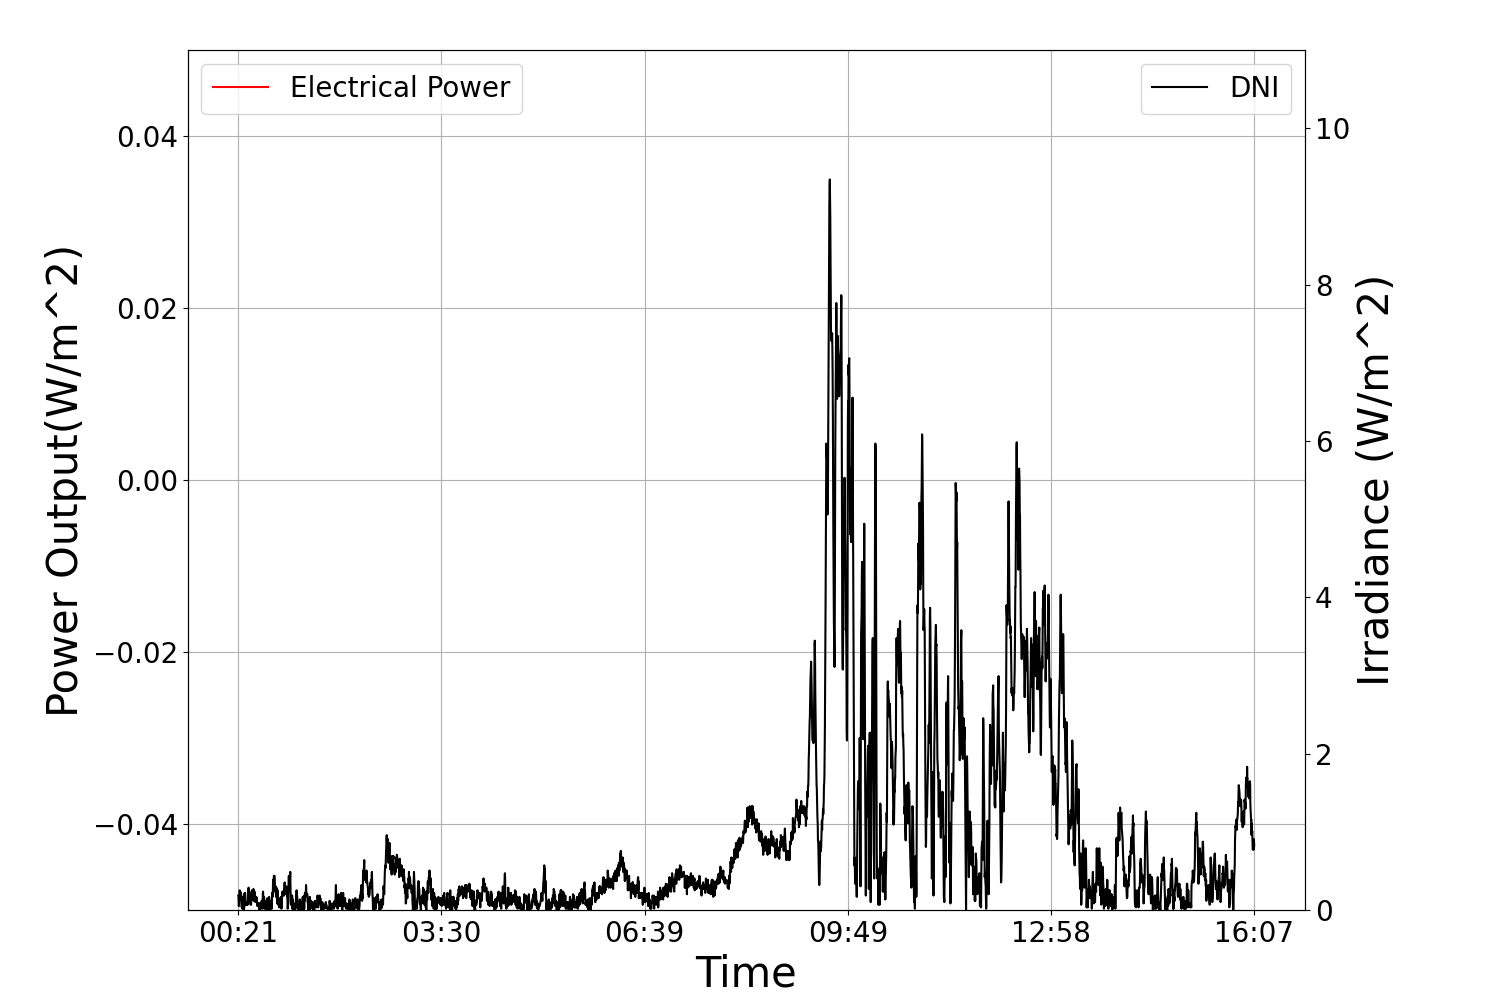 Electrical Power
DNI
Power Output(W/m^2)
0.04
0.02
0.00
−0.02
−0.04
10
8
6
4
2
0
Irradiance (W/m^2)
00:21 03:30 06:39 09:49 12:58 16:07
Time